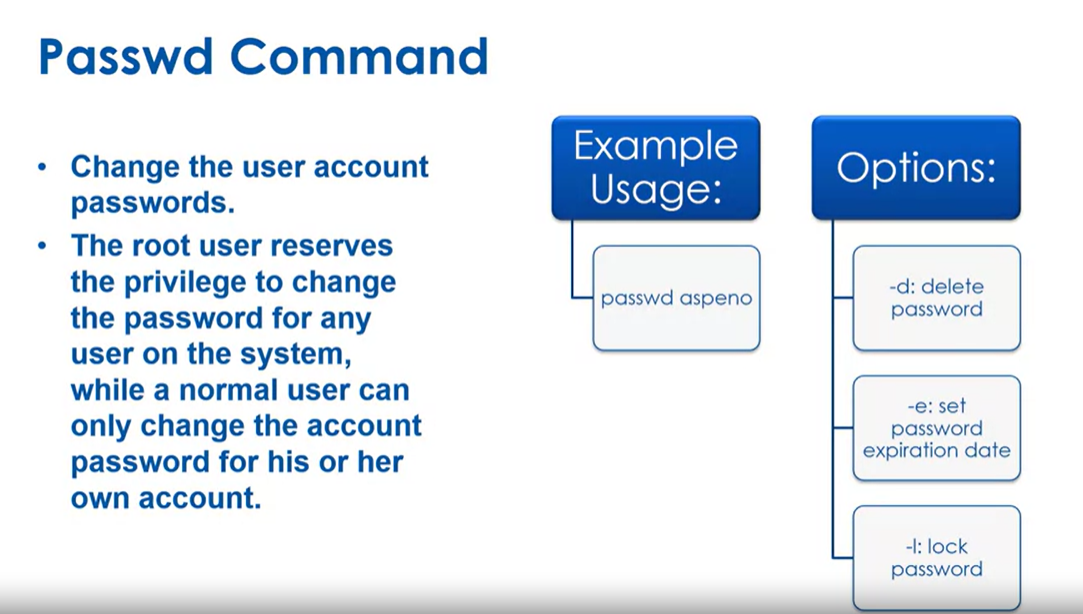 Passwd Command
• Change the user account
passwords.
• The root user reserves
the privilege to change
the password for any
user on the system,
while a normal user can
only change the account
password for his or her
own account.
Example
Usage:
passwd aspeno
Options:
-d: delete
password
-e: set
password
expiration date
-l: lock
password